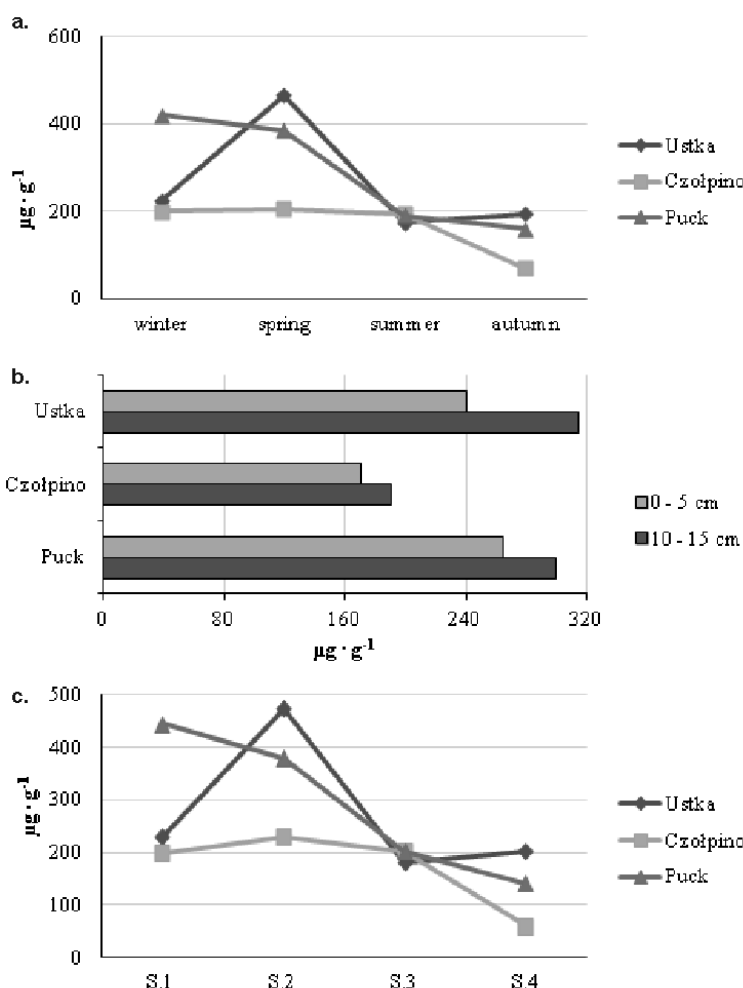 a.
600
400
200
0
µg · g-1
winter spring summer autumn
Ustka
Czołpino
Puck
b.
Ustka
Czołpino
Puck
0 80 160 240 320
µg · g-1
0 - 5 cm
10 - 15 cm
c.
500
400
300
200
100
0
µg · g-1
S.1 S.2 S.3 S.4
Ustka
Czołpino
Puck